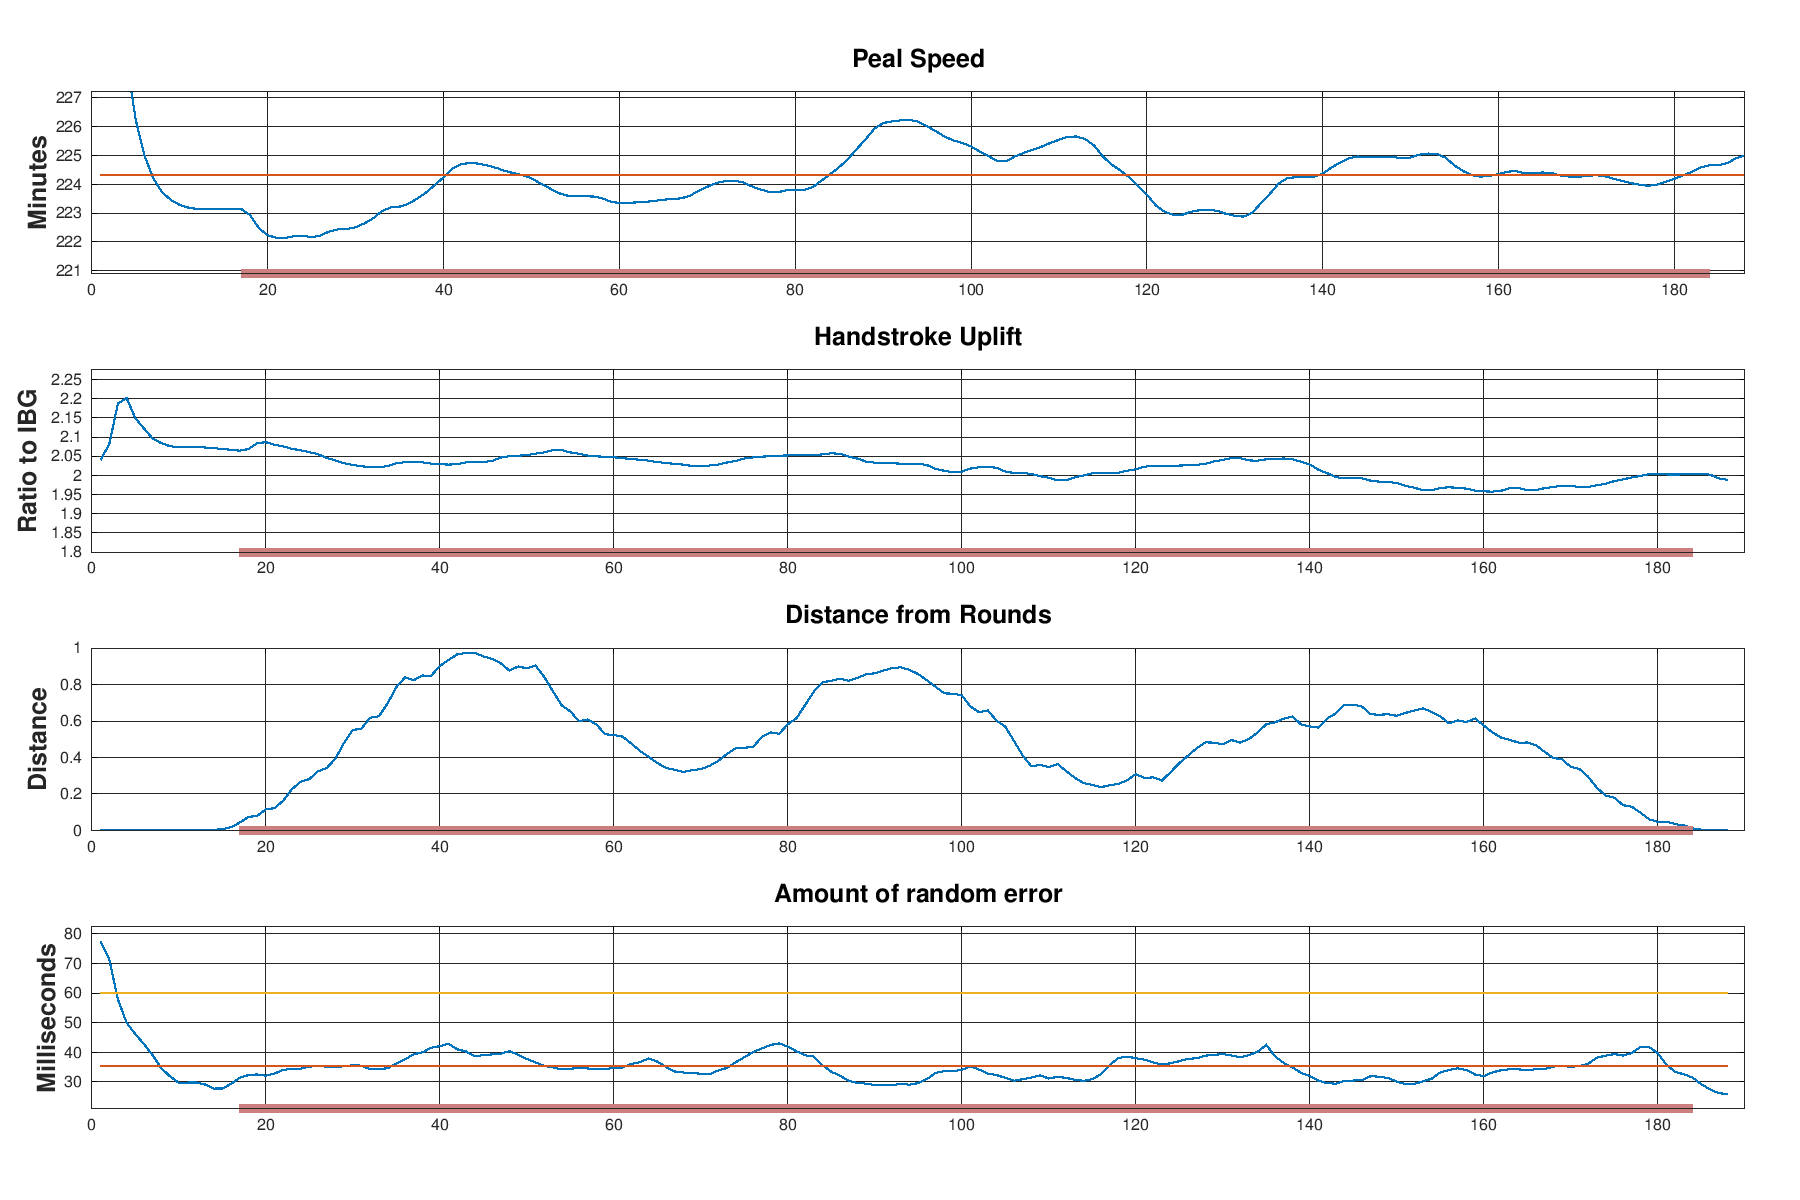 Peal Speed
Minutes
227
226
225
224
223
222
221
0 20 40 60 80 100 120 140 160 180
Handstroke Uplift
Ratio to IBG
2.25
2.2
2.15
2.1
2.05
2
1.95
1.9
1.85
1.8
0 20 40 60 80 100 120 140 160 180
Distance from Rounds
Distance
1
0.8
0.6
0.4
0.2
0
0 20 40 60 80 100 120 140 160 180
Amount of random error
Milliseconds
80
70
60
50
40
30
0 20 40 60 80 100 120 140 160 180